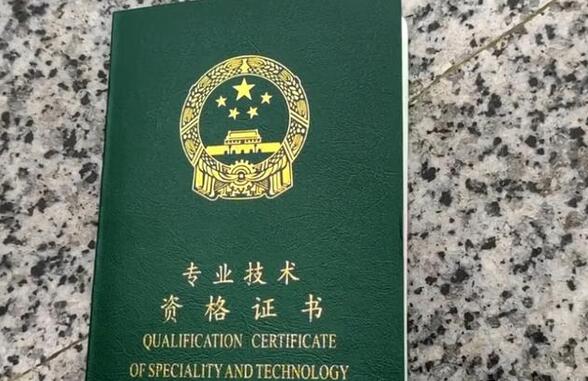 专业技术
资格证书
QUALIFICATION CERTIFICATE
OF SPECIALITY AND TECHNOLOGY